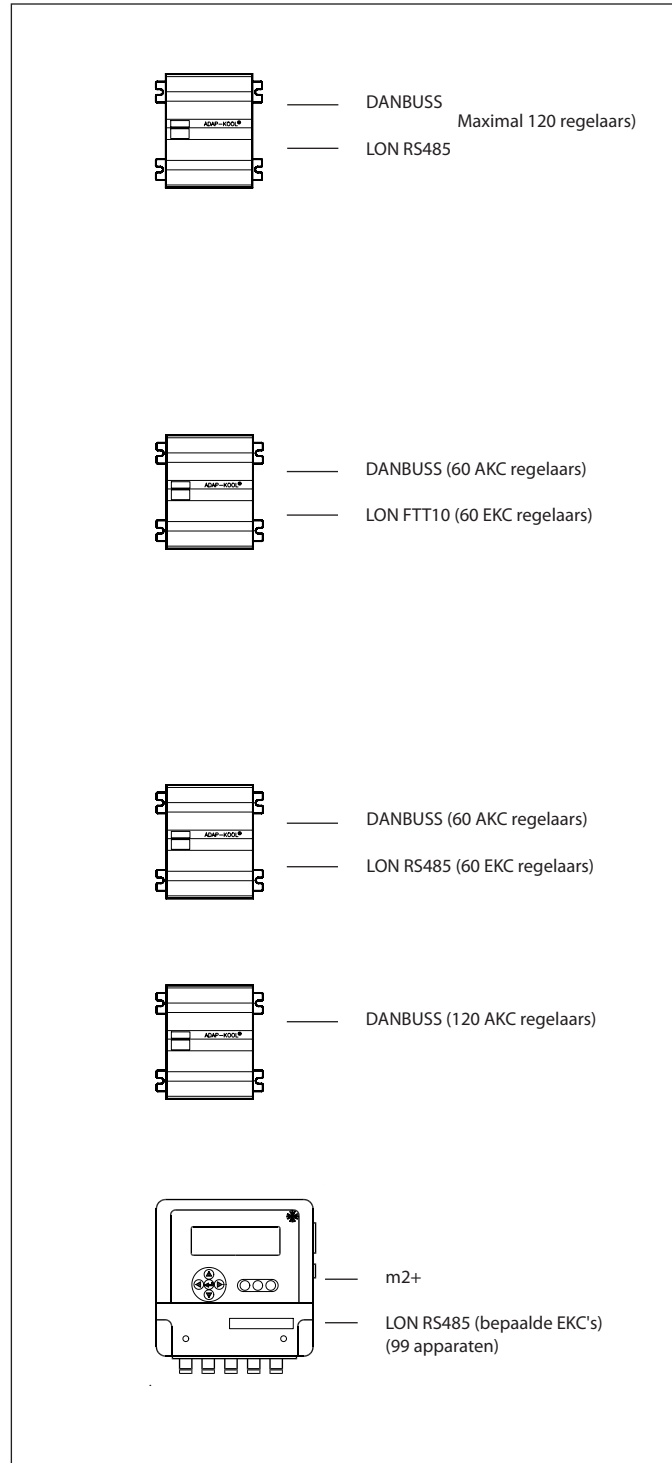 ADAP-KOOL®
DANBUSS
Maximal 120 regelaars)
LON RS485
ADAP-KOOL®
DANBUSS (60 AKC regelaars)
LON FTT10 (60 EKC regelaars)
ADAP-KOOL®
DANBUSS (60 AKC regelaars)
LON RS485 (60 EKC regelaars)
ADAP-KOOL®
DANBUSS (120 AKC regelaars)
m2+
LON RS485 (bepaalde EKC's)
(99 apparaten)